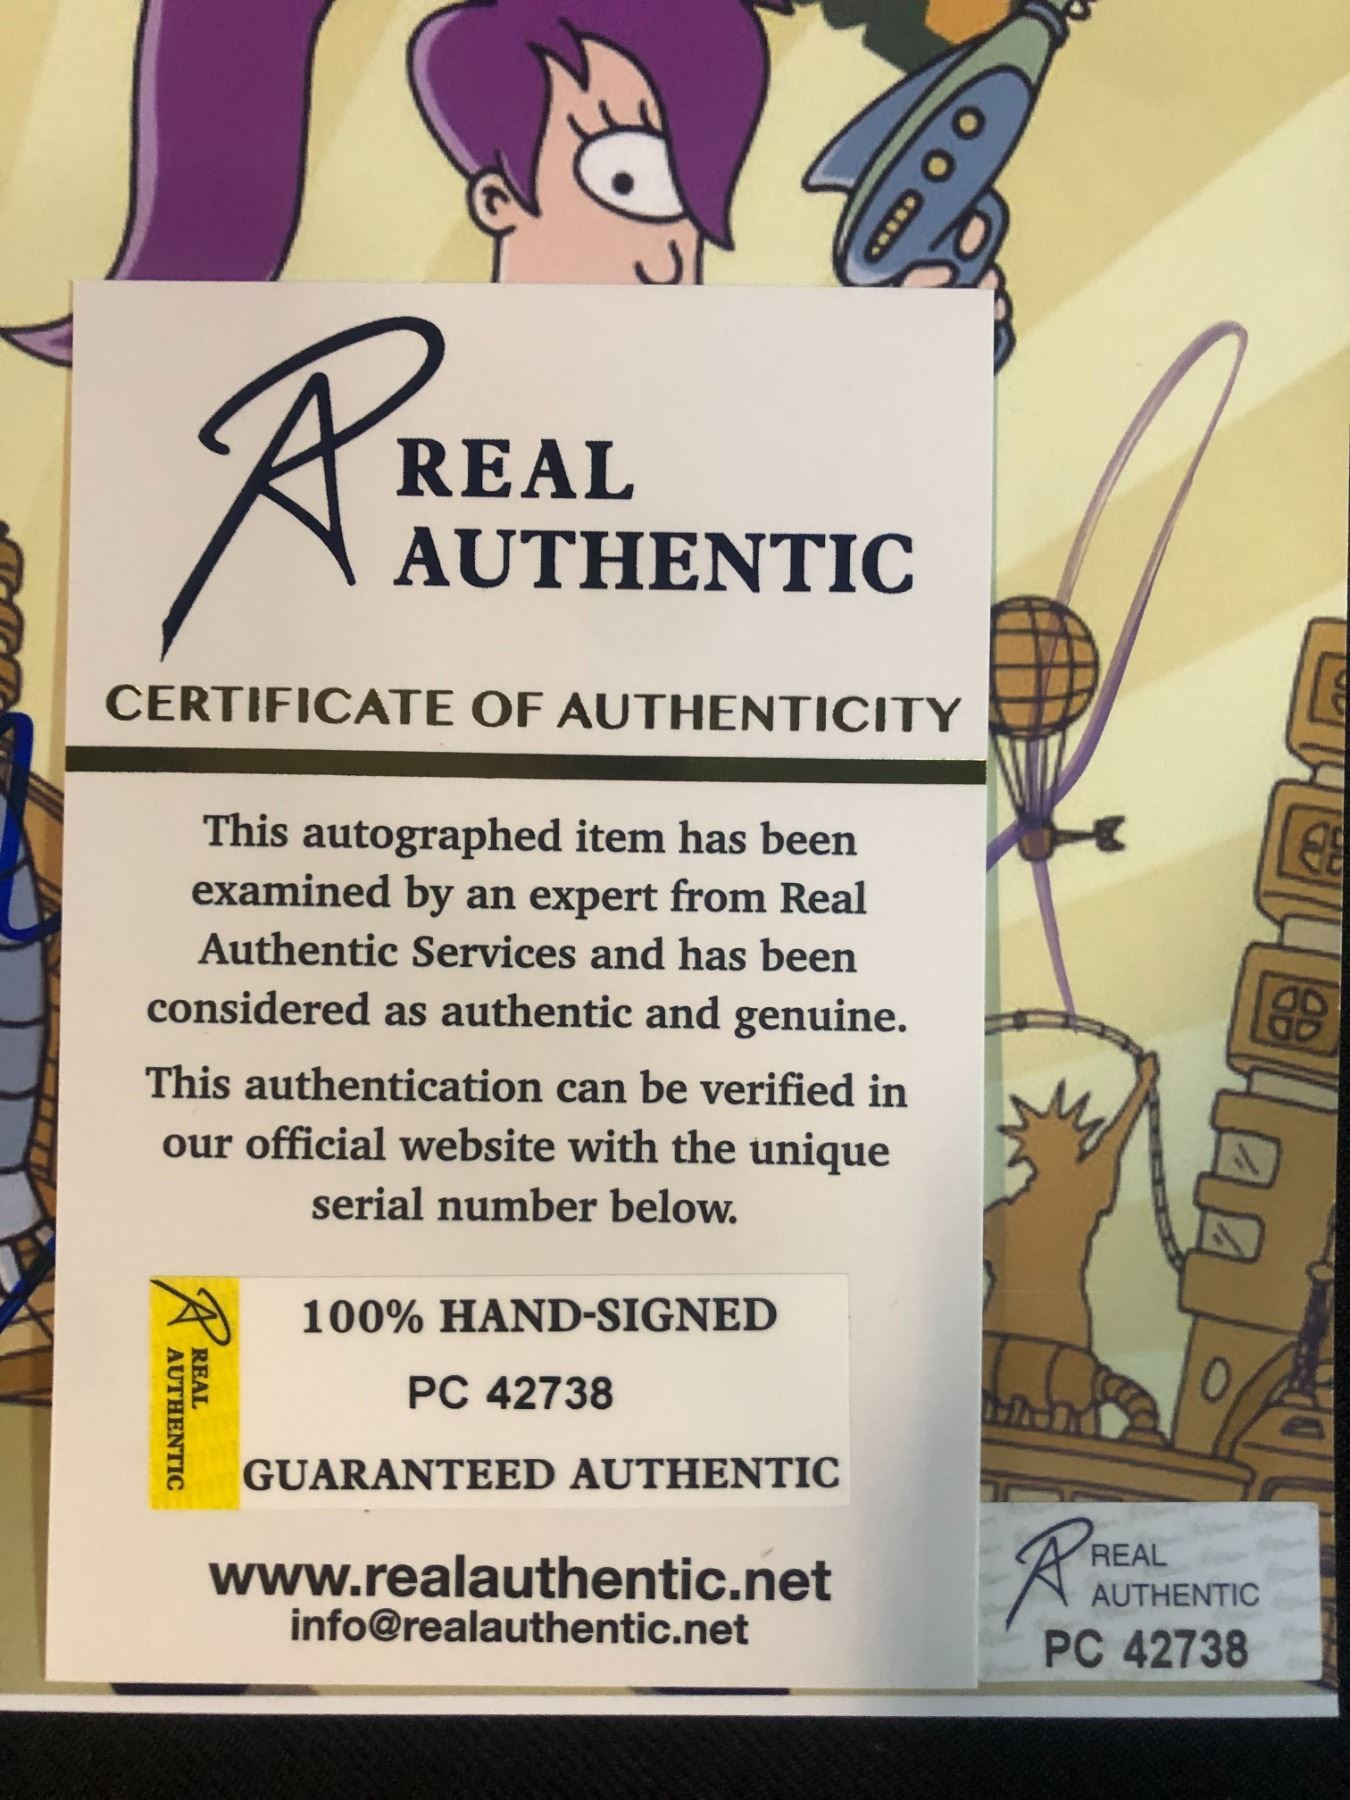 REAL
AUTHENTIC
CERTIFICATE OF AUTHENTICITY
This autographed item has been
examined by an expert from Real
Authentic Services and has been
considered as authentic and genuine.
This authentication can be verified in
our official website with the unique
serial number below.
REAL
AUTHENTIC
100% HAND-SIGNED
PC 42738
GUARANTEED AUTHENTIC
www.realauthentic.net
info@realauthentic.net
REAL
AUTHENTIC
PC 42738